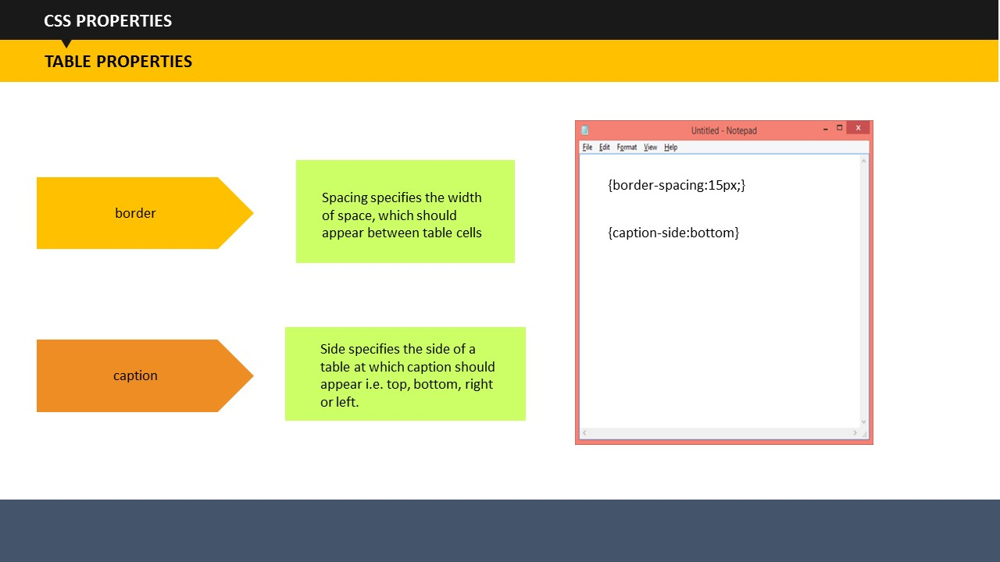 CSS PROPERTIES
TABLE PROPERTIES
border
Spacing specifies the width
of space, which should
appear between table cells
caption
Side specifies the side of a
table at which caption should
appear i.e. top, bottom, right
or left.
Untitled - Notepad
File Edit Format View Help
{border-spacing:15px;}
{caption-side:bottom}